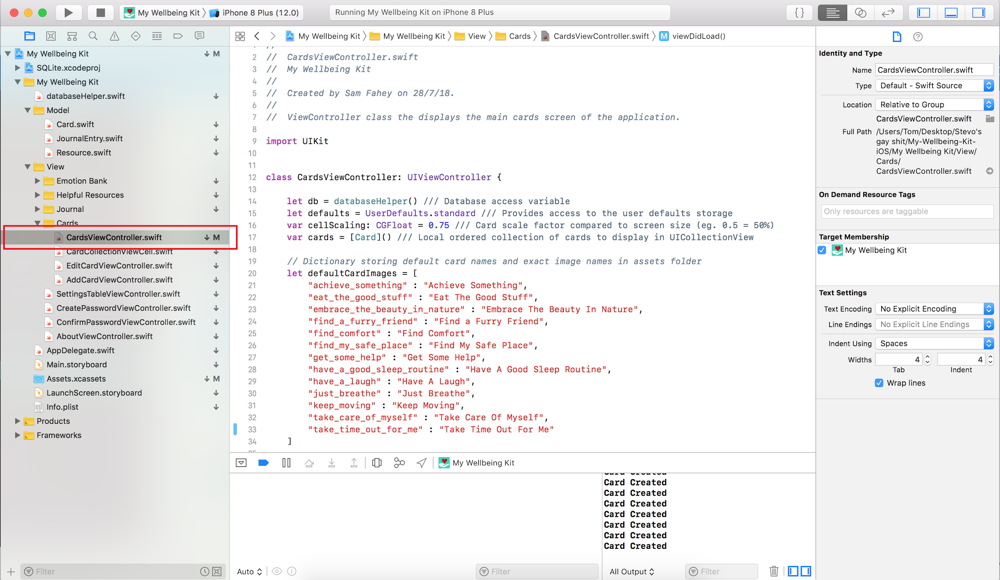 My Wellbeing Kit iPhone 8 Plus (12.0)
Running My Wellbeing Kit on iPhone 8 Plus
{ }
My Wellbeing Kit My Wellbeing Kit View Cards CardsViewController.swift M viewDidLoad()
My Wellbeing Kit M
SQLite.xcodeproj
My Wellbeing Kit
databaseHelper.swift
Model
Card.swift
JournalEntry.swift
Resource.swift
View
Emotion Bank
Helpful Resources
Journal
Cards
CardsViewController.swift M
CardCollectionViewCell.swift
EditCardViewController.swift
AddCardViewController.swift
SettingsTableViewController.swift
CreatePasswordViewController.swift
ConfirmPasswordViewController.swift
AboutViewController.swift
AppDelegate.swift
Main.storyboard
Assets.xcassets M
LaunchScreen.storyboard
Info.plist
Products
Frameworks
Filter
1 //
2 //  CardsViewController.swift
3 //  My Wellbeing Kit
4 //
5 //  Created by Sam Fahey on 28/7/18.
6 //
7 //  ViewController class the displays the main cards screen of the application.
8
9 import UIKit
10
11
12 class CardsViewController: UIViewController {
13
14     let db = databaseHelper() /// Database access variable
15     let defaults = UserDefaults.standard /// Provides access to the user defaults storage
16     var cellScaling: CGFloat = 0.75 /// Card scale factor compared to screen size (eg. 0.5 = 50%)
17     var cards = [Card]() /// Local ordered collection of cards to display in UICollectionView
18
19     // Dictionary storing default card names and exact image names in assets folder
20     let defaultCardImages = [
21         "achieve_something" : "Achieve Something",
22         "eat_the_good_stuff" : "Eat The Good Stuff",
23         "embrace_the_beauty_in_nature" : "Embrace The Beauty In Nature",
24         "find_a_furry_friend" : "Find a Furry Friend",
25         "find_comfort" : "Find Comfort",
26         "find_my_safe_place" : "Find My Safe Place",
27         "get_some_help" : "Get Some Help",
28         "have_a_good_sleep_routine" : "Have A Good Sleep Routine",
29         "have_a_laugh" : "Have A Laugh",
30         "just_breathe" : "Just Breathe",
31         "keep_moving" : "Keep Moving",
32         "take_care_of_myself" : "Take Care Of Myself",
33         "take_time_out_for_me" : "Take Time Out For Me"
34     ]
35
My Wellbeing Kit
Card Created
Card Created
Card Created
Card Created
Card Created
Card Created
Card Created
Card Created
Auto
Filter
All Output
Filter
Identity and Type
Name CardsViewController.swift
Type Default - Swift Source
Location Relative to Group
CardsViewController.swift
Full Path /Users/Tom/Desktop/Stevo's
gay shit/My-Wellbeing-Kit-
iOS/My Wellbeing Kit/View/
Cards/
CardsViewController.swift
On Demand Resource Tags
Only resources are taggable
Target Membership
My Wellbeing Kit
Text Settings
Text Encoding No Explicit Encoding
Line Endings No Explicit Line Endings
Indent Using Spaces
Widths 4 4
Tab Indent
Wrap lines